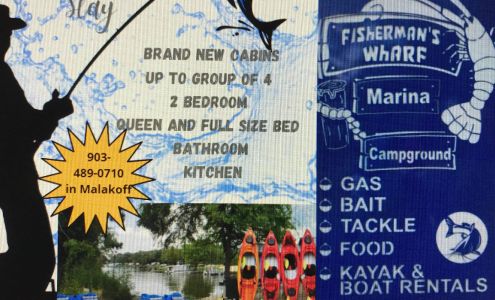 Stay
BRAND NEW CABINS
UP TO GROUP OF 4
2 BEDROOM
QUEEN AND FULL SIZE BED
BATHROOM
KITCHEN
903-
489-0710
in Malakoff
FISHERMAN'S
WHARF
Marina
Campground
GAS
BAIT
TACKLE
FOOD
KAYAK &
BOAT RENTALS